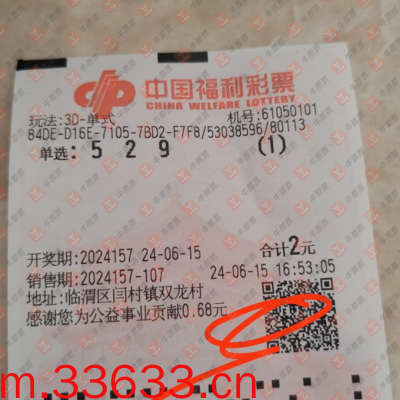 中国福利彩票
CHINA WELFARE LOTTERY
玩法:3D-单式 机号:61050101
84DE-D16E-7105-7BD2-F7F8/53038596/80113
单选: 5 2 9 (1)
开奖期:2024157 24-06-15 合计2元
销售期:2024157-107 24-06-15 16:53:05
地址:临渭区闫村镇双龙村
感谢您为公益事业贡献0.68元
m.33633.cn